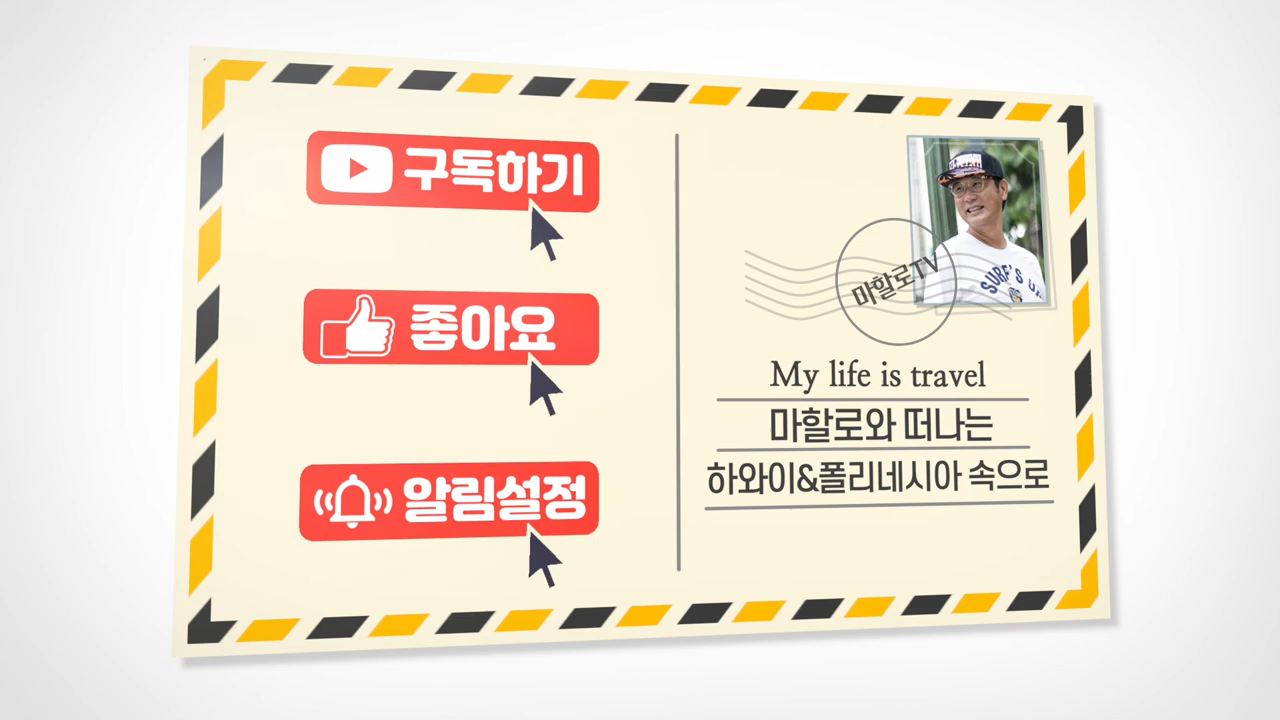 구독하기
좋아요
알림설정
마할로TV
My life is travel
마할로와 떠나는
하와이&폴리네시아 속으로